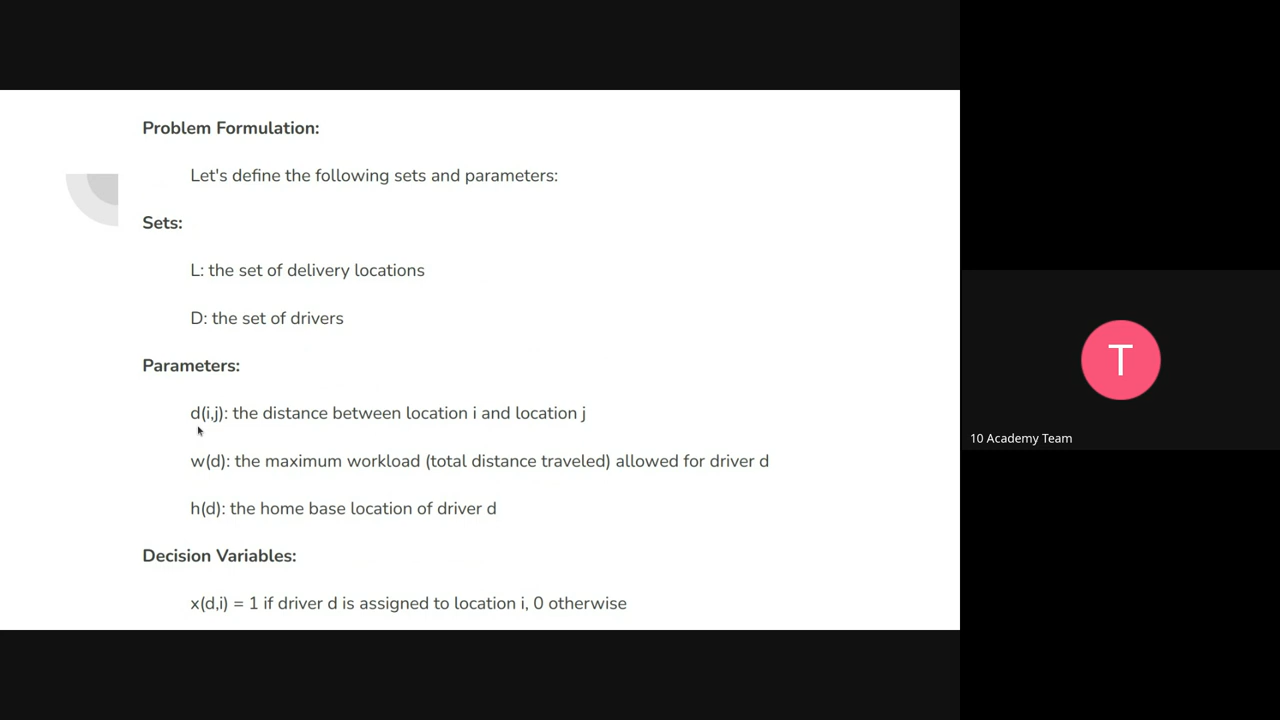 Problem Formulation:
Let's define the following sets and parameters:
Sets:
L: the set of delivery locations
D: the set of drivers
Parameters:
d(i,j): the distance between location i and location j
w(d): the maximum workload (total distance traveled) allowed for driver d
h(d): the home base location of driver d
Decision Variables:
x(d,i) = 1 if driver d is assigned to location i, 0 otherwise
T
10 Academy Team